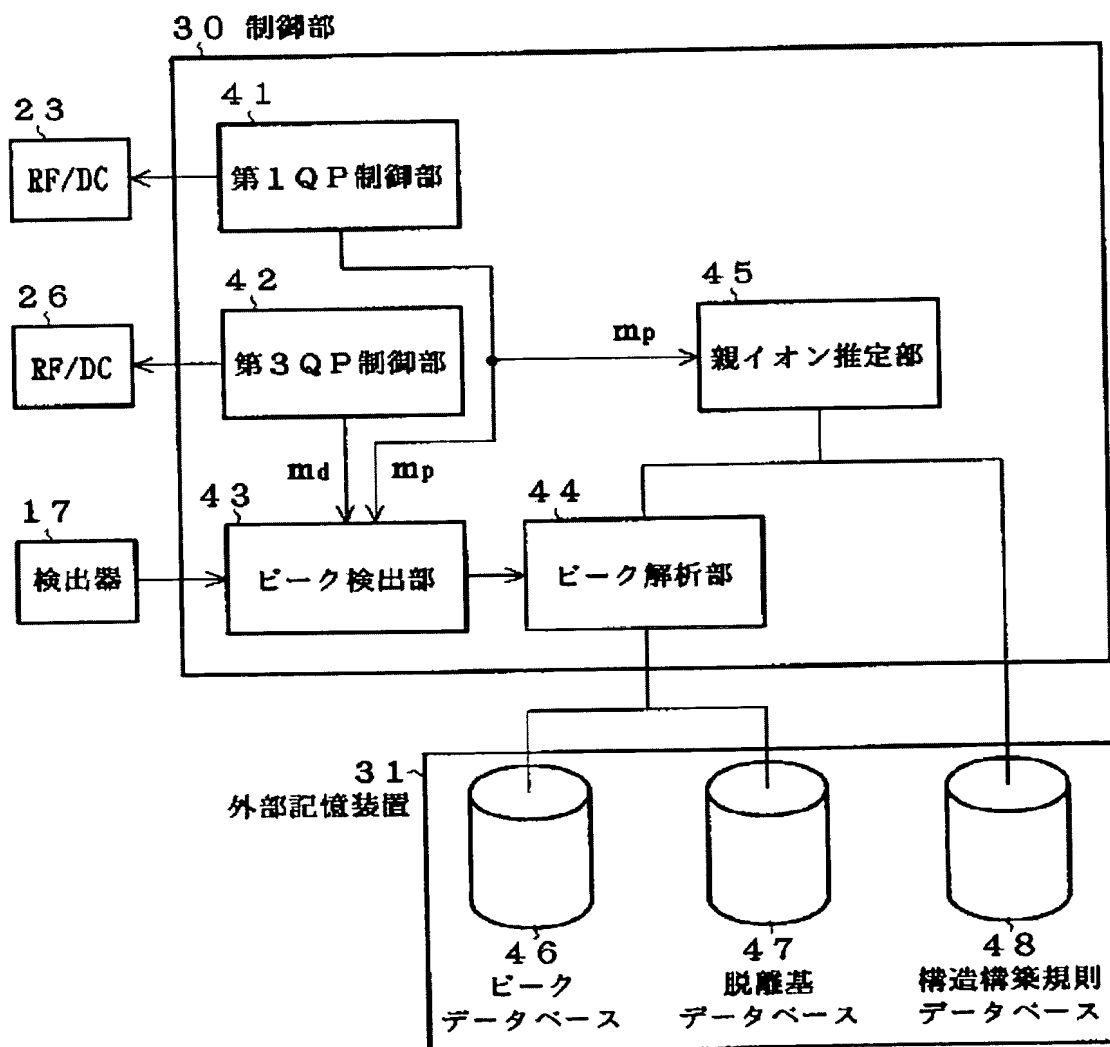 30 制御部
41
第1QP制御部
23
RF/DC
42
第3QP制御部
26
RF/DC
45
親イオン推定部
mp
md
mp
43
ピーク検出部
44
ピーク解析部
17
検出器
31
外部記憶装置
46
ピーク
データベース
47
脱離基
データベース
48
構造構築規則
データベース